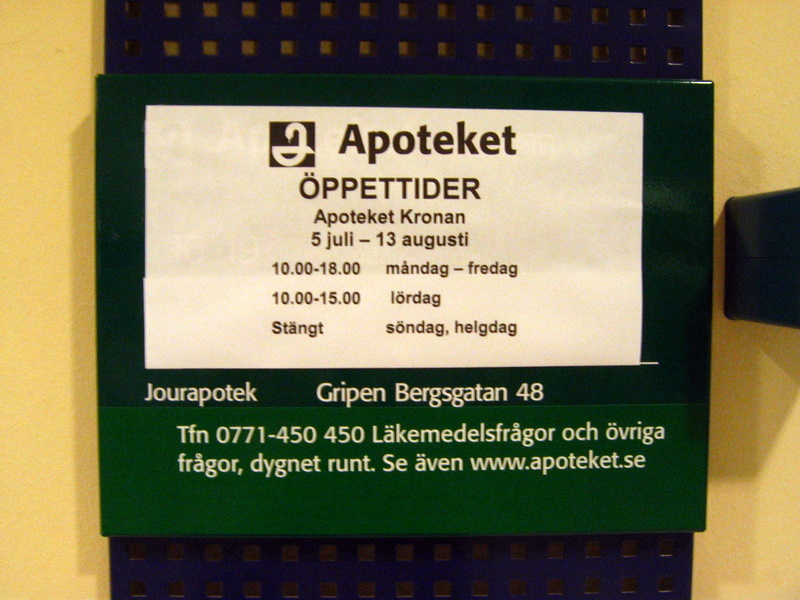 Apoteket
ÖPPETTIDER
Apoteket Kronan
5 juli – 13 augusti
10.00-18.00 måndag – fredag
10.00-15.00 lördag
Stängt söndag, helgdag
Jourapotek Gripen Bergsgatan 48
Tfn 0771-450 450 Läkemedelsfrågor och övriga
frågor, dygnet runt. Se även www.apoteket.se